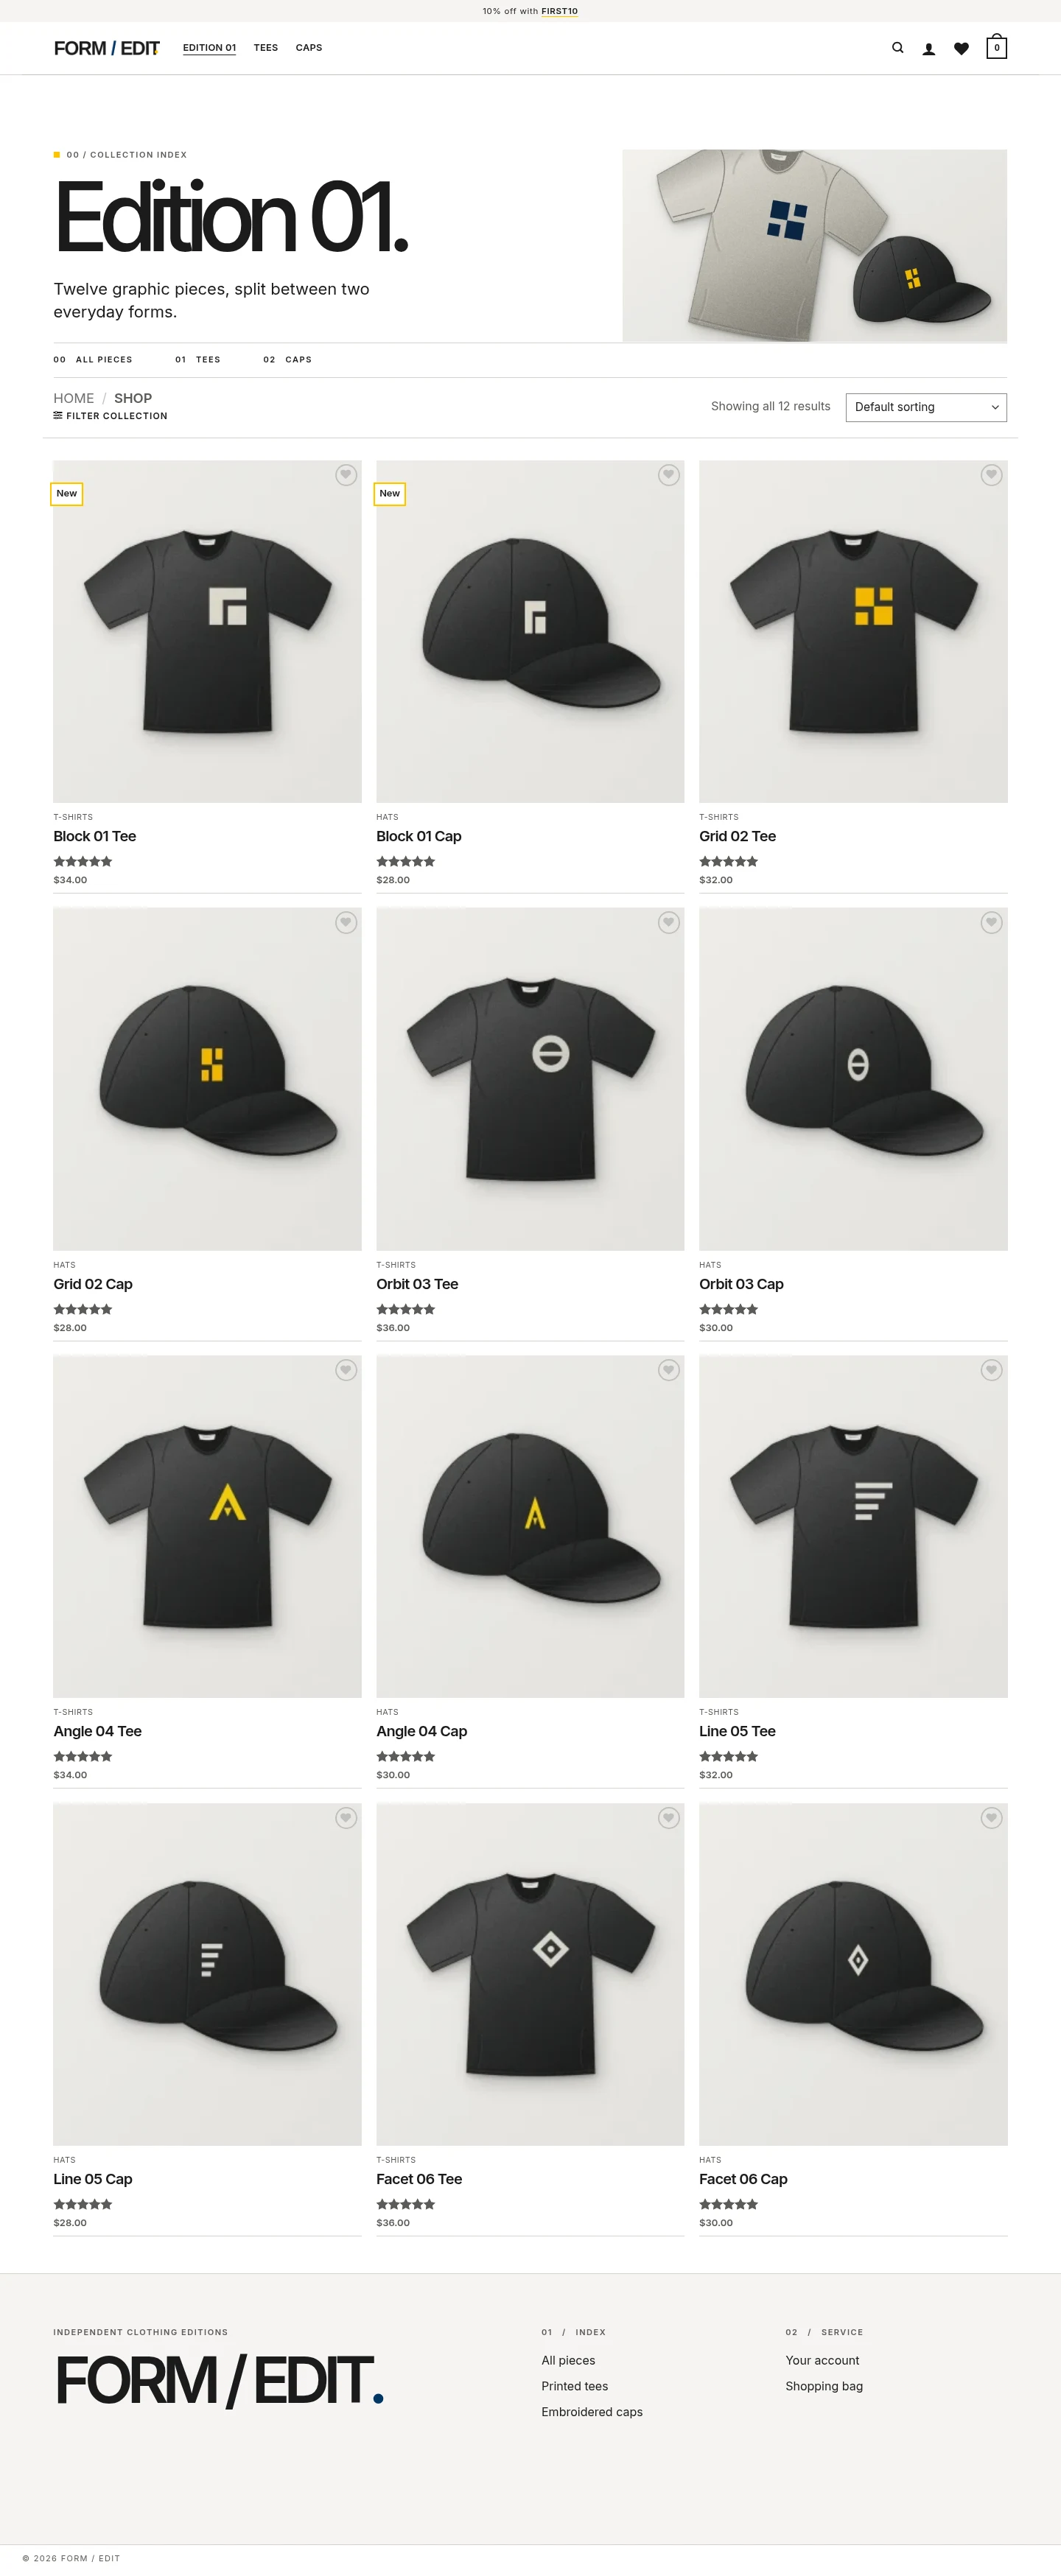 10% off with FIRST10
FORM / EDIT.
EDITION 01
TEES
CAPS
0
00 / COLLECTION INDEX
Edition 01.
Twelve graphic pieces, split between two
everyday forms.
00 ALL PIECES
01 TEES
02 CAPS
HOME / SHOP
FILTER COLLECTION
Showing all 12 results
Default sorting
New
New
T-SHIRTS
Block 01 Tee
$34.00
HATS
Block 01 Cap
$28.00
T-SHIRTS
Grid 02 Tee
$32.00
HATS
Grid 02 Cap
$28.00
T-SHIRTS
Orbit 03 Tee
$36.00
HATS
Orbit 03 Cap
$30.00
T-SHIRTS
Angle 04 Tee
$34.00
HATS
Angle 04 Cap
$30.00
T-SHIRTS
Line 05 Tee
$32.00
HATS
Line 05 Cap
$28.00
T-SHIRTS
Facet 06 Tee
$36.00
HATS
Facet 06 Cap
$30.00
INDEPENDENT CLOTHING EDITIONS
FORM / EDIT.
01 / INDEX
All pieces
Printed tees
Embroidered caps
02 / SERVICE
Your account
Shopping bag
© 2026 FORM / EDIT